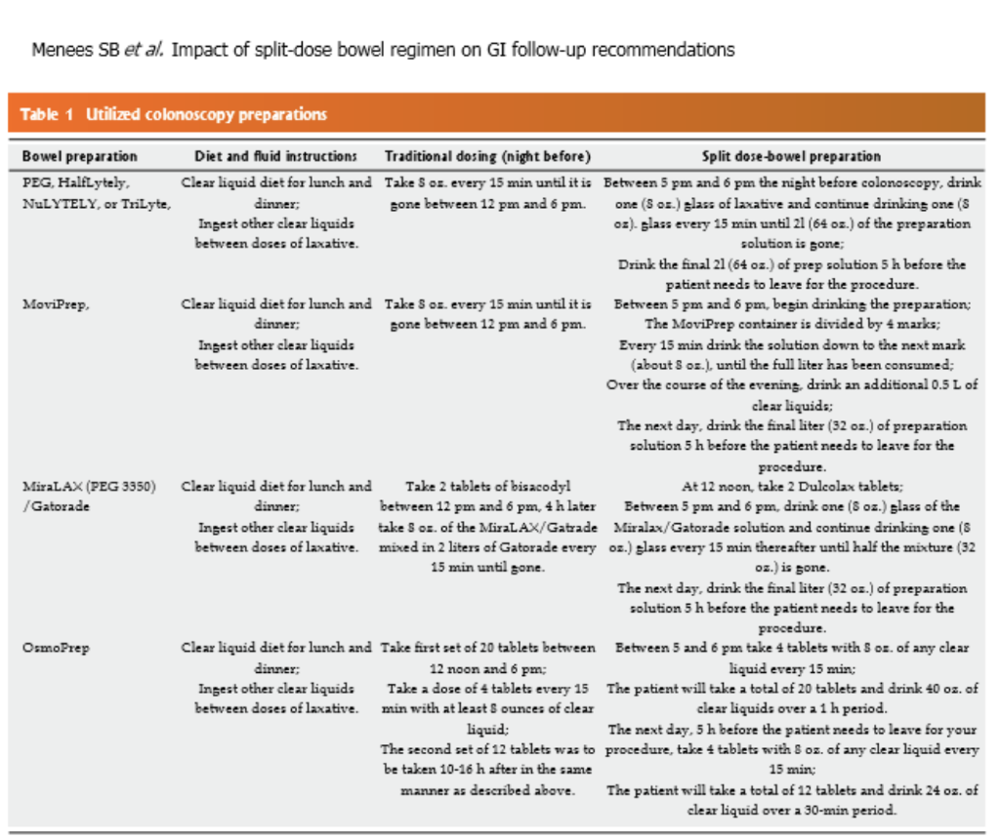 Menees SB et al. Impact of split-dose bowel regimen on GI follow-up recommendations
Table 1 Utilized colonoscopy preparations
Bowel preparation Diet and fluid instructions Traditional dosing (night before) Split dose-bowel preparation
PEG, HalfLytely, Clear liquid diet for lunch and Take 8 oz. every 15 min until it is Between 5 pm and 6 pm the night before colonoscopy, drink
NuLYTELY, or TriLyte, dinner; gone between 12 pm and 6 pm. one (8 oz.) glass of laxative and continue drinking one (8
Ingest other clear liquids oz). glass every 15 min until 2l (64 oz.) of the preparation
between doses of laxative. solution is gone;
Drink the final 2l (64 oz.) of prep solution 5 h before the
patient needs to leave for the procedure.
MoviPrep, Clear liquid diet for lunch and Take 8 oz. every 15 min until it is Between 5 pm and 6 pm, begin drinking the preparation;
dinner; gone between 12 pm and 6 pm. The MoviPrep container is divided by 4 marks;
Ingest other clear liquids Every 15 min drink the solution down to the next mark
between doses of laxative. (about 8 oz.), until the full liter has been consumed;
Over the course of the evening, drink an additional 0.5 L of
clear liquids;
The next day, drink the final liter (32 oz.) of preparation
solution 5 h before the patient needs to leave for the
procedure.
MiraLAX (PEG 3350) Clear liquid diet for lunch and Take 2 tablets of bisacodyl At 12 noon, take 2 Dulcolax tablets;
/Gatorade dinner; between 12 pm and 6 pm, 4 h later Between 5 pm and 6 pm, drink one (8 oz.) glass of the
Ingest other clear liquids take 8 oz. of the MiraLAX/Gatrade Miralax/Gatorade solution and continue drinking one (8
between doses of laxative. mixed in 2 liters of Gatorade every oz.) glass every 15 min thereafter until half the mixture (32
15 min until gone. oz.) is gone.
The next day, drink the final liter (32 oz.) of preparation
solution 5 h before the patient needs to leave for the
procedure.
OsmoPrep Clear liquid diet for lunch and Take first set of 20 tablets between Between 5 and 6 pm take 4 tablets with 8 oz. of any clear
dinner; 12 noon and 6 pm; liquid every 15 min;
Ingest other clear liquids Take a dose of 4 tablets every 15 The patient will take a total of 20 tablets and drink 40 oz. of
between doses of laxative. min with at least 8 ounces of clear clear liquids over a 1 h period.
liquid; The next day, 5 h before the patient needs to leave for your
The second set of 12 tablets was to procedure, take 4 tablets with 8 oz. of any clear liquid every
be taken 10-16 h after in the same 15 min;
manner as described above. The patient will take a total of 12 tablets and drink 24 oz. of
clear liquid over a 30-min period.